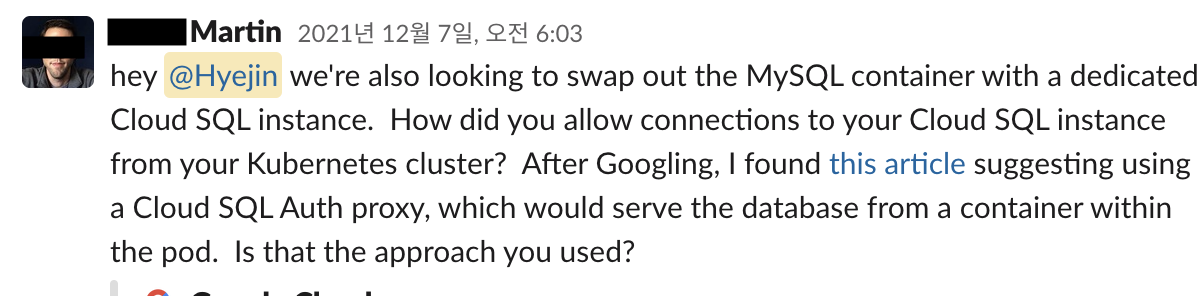 Martin 2021년 12월 7일, 오전 6:03
hey @Hyejin we're also looking to swap out the MySQL container with a dedicated
Cloud SQL instance.  How did you allow connections to your Cloud SQL instance
from your Kubernetes cluster?  After Googling, I found this article suggesting using
a Cloud SQL Auth proxy, which would serve the database from a container within
the pod.  Is that the approach you used?